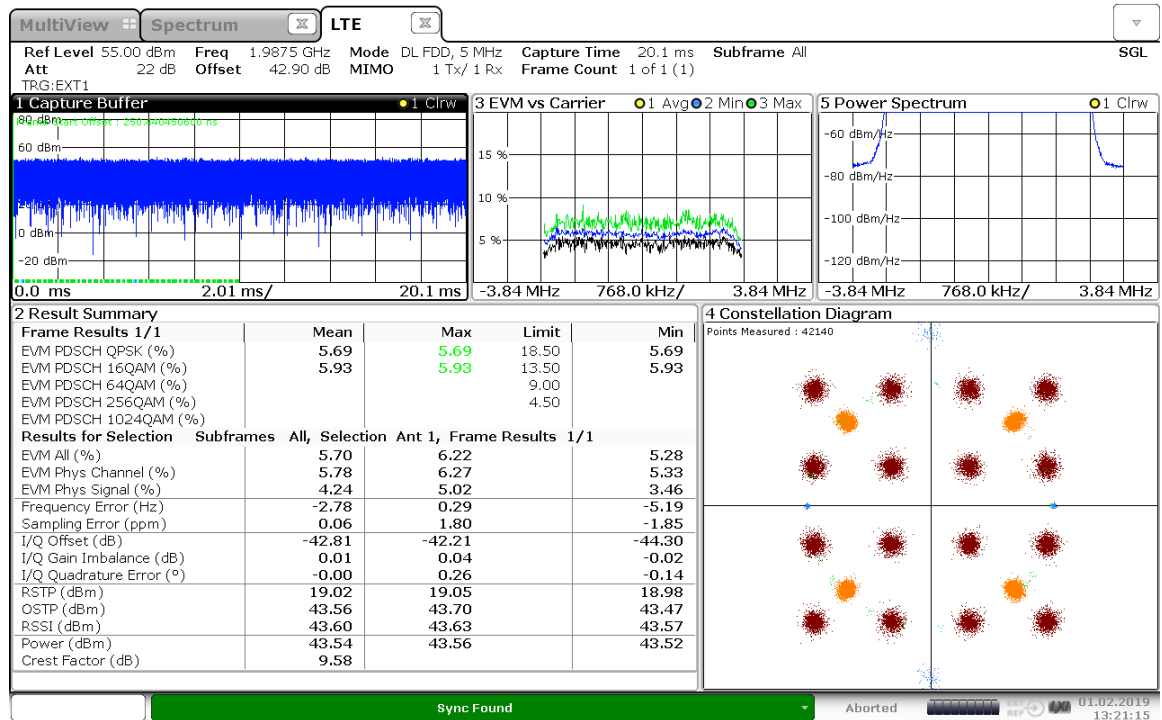 MultiView Spectrum LTE
Ref Level 55.00 dBm Freq 1.9875 GHz Mode DL FDD, 5 MHz Capture Time 20.1 ms Subframe All SGL
Att 22 dB Offset 42.90 dB MIMO 1 Tx/ 1 Rx Frame Count 1 of 1 (1)
TRG:EXT1
1 Capture Buffer 1 Clrw
80 dBm
Frame Start Offset : 250.640450600 ns
60 dBm
0 dBm
-20 dBm
0.0 ms 2.01 ms/ 20.1 ms
3 EVM vs Carrier 1 Avg 2 Min 3 Max
15 %
10 %
5 %
-3.84 MHz 768.0 kHz/ 3.84 MHz
5 Power Spectrum 1 Clrw
-60 dBm/Hz
-80 dBm/Hz
-100 dBm/Hz
-120 dBm/Hz
-3.84 MHz 768.0 kHz/ 3.84 MHz
2 Result Summary
Frame Results 1/1 Mean Max Limit Min
EVM PDSCH QPSK (%) 5.69 5.69 18.50 5.69
EVM PDSCH 16QAM (%) 5.93 5.93 13.50 5.93
EVM PDSCH 64QAM (%) 9.00
EVM PDSCH 256QAM (%) 4.50
EVM PDSCH 1024QAM (%)
Results for Selection Subframes All, Selection Ant 1, Frame Results 1/1
EVM All (%) 5.70 6.22 5.28
EVM Phys Channel (%) 5.78 6.27 5.33
EVM Phys Signal (%) 4.24 5.02 3.46
Frequency Error (Hz) -2.78 0.29 -5.19
Sampling Error (ppm) 0.06 1.80 -1.85
I/Q Offset (dB) -42.81 -42.21 -44.30
I/Q Gain Imbalance (dB) 0.01 0.04 -0.02
I/Q Quadrature Error (°) -0.00 0.26 -0.14
RSTP (dBm) 19.02 19.05 18.98
OSTP (dBm) 43.56 43.70 43.47
RSSI (dBm) 43.60 43.63 43.57
Power (dBm) 43.54 43.56 43.52
Crest Factor (dB) 9.58
4 Constellation Diagram
Points Measured : 42140
Sync Found Aborted EXT REF LXI 01.02.2019
13:21:15